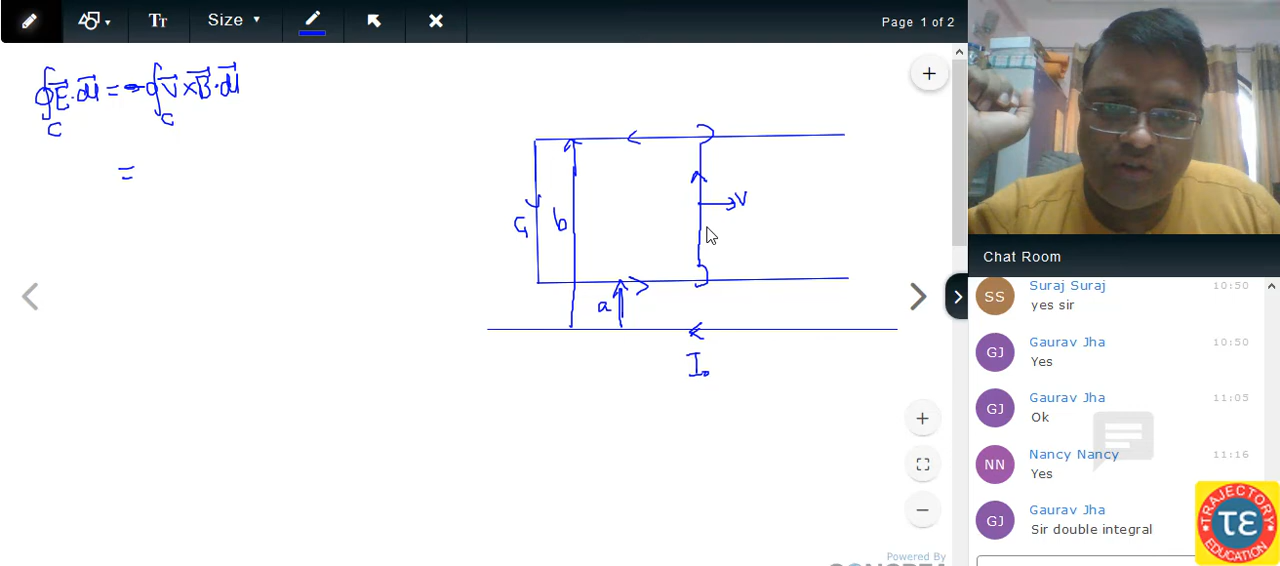 Tт Size Page 1 of 2
∮E⃗·dl⃗ = -∮V⃗×B⃗·dl⃗
C C
=
V
G b
a
I₀
Chat Room
SS Suraj Suraj 10:50
yes sir
GJ Gaurav Jha 10:50
Yes
GJ Gaurav Jha 11:05
Ok
NN Nancy Nancy 11:16
Yes
GJ Gaurav Jha
Sir double integral
TRAJECTORY
TE
EDUCATION
Powered By